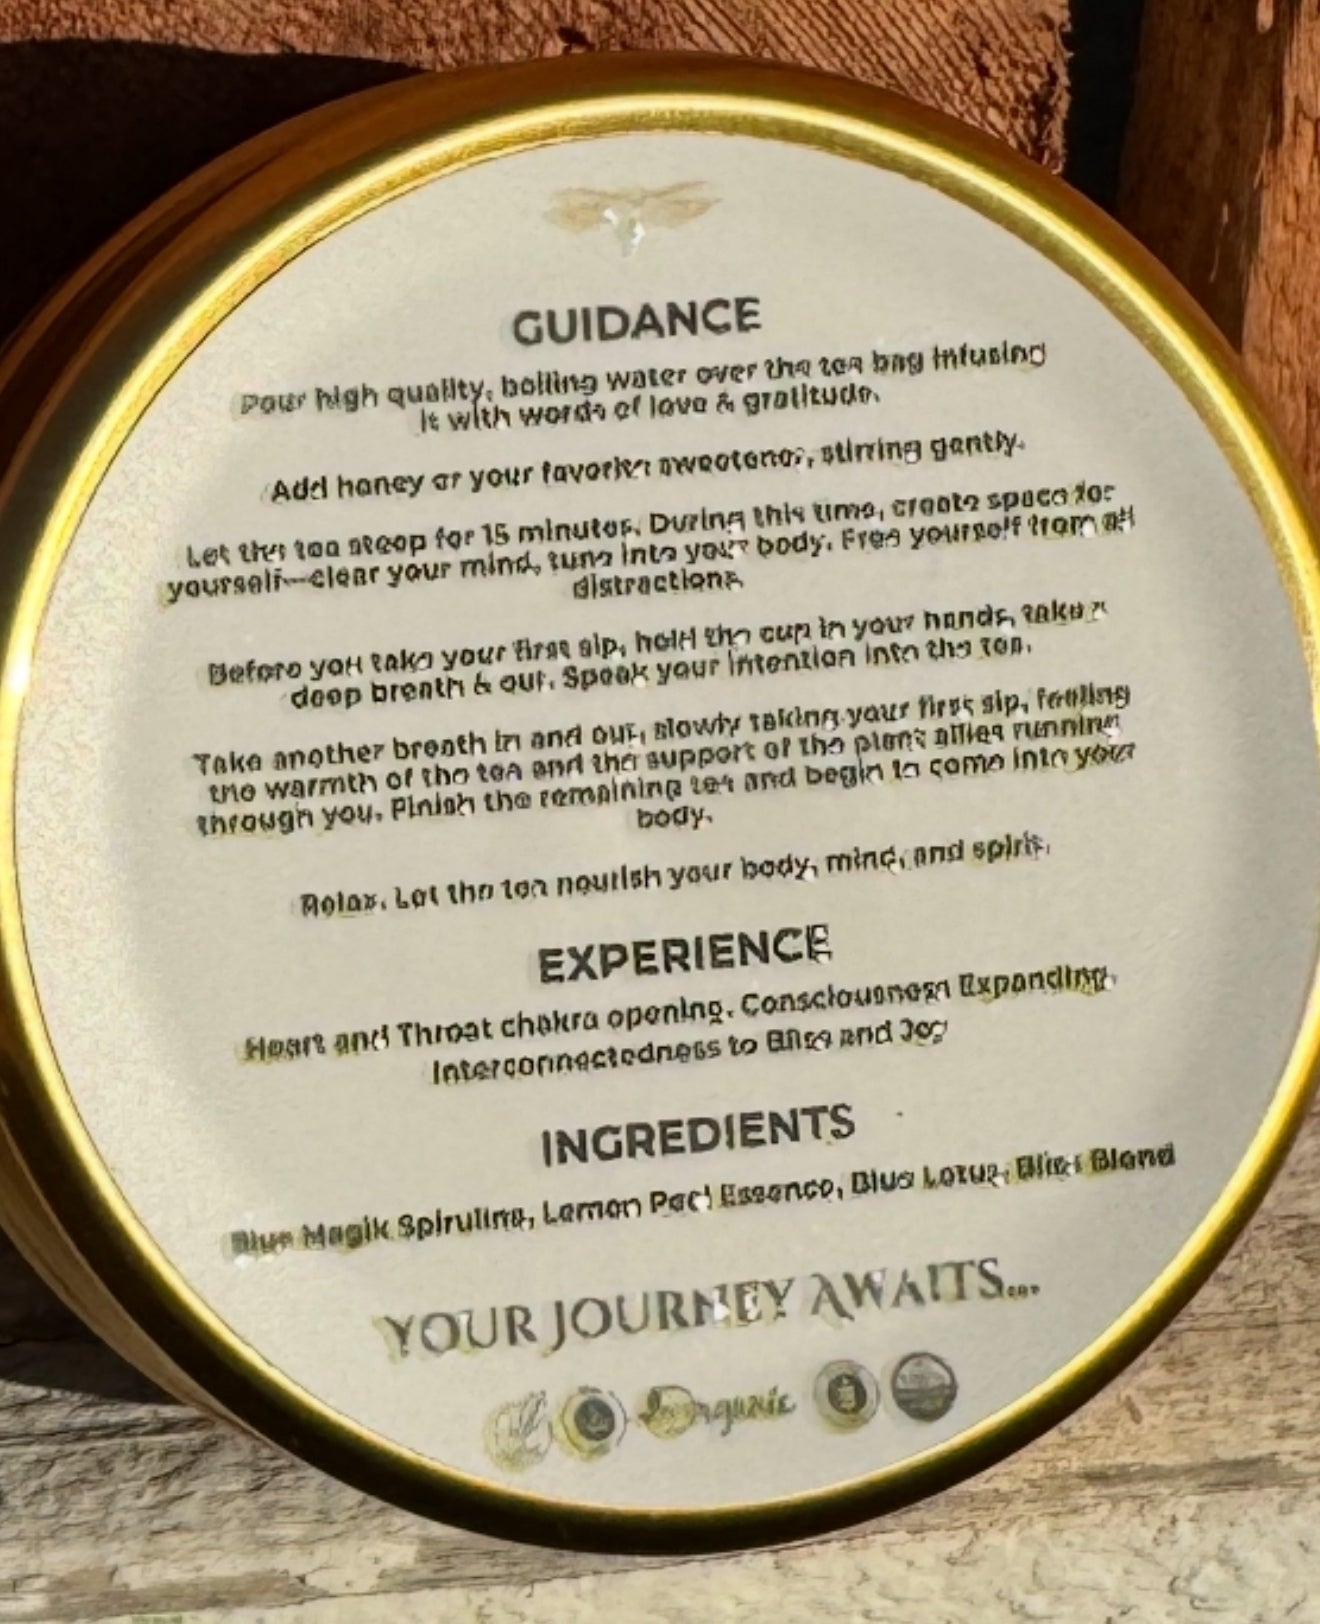 GUIDANCE
Pour high quality, boiling water over the tea bag infusing
it with words of love & gratitude.
Add honey or your favorite sweetener, stirring gently.
Let the tea steep for 15 minutes. During this time, create space for
yourself—clear your mind, tune into your body. Free yourself from all
distractions.
Before you take your first sip, hold the cup in your hands, take a
deep breath & out. Speak your intention into the tea.
Take another breath in and out, slowly taking your first sip, feeling
the warmth of the tea and the support of the plant allies running
through you. Finish the remaining tea and begin to come into your
body.
Relax. Let the tea nourish your body, mind, and spirit.
EXPERIENCE
Heart and Throat chakra opening. Consciousness Expanding.
Interconnectedness to Bliss and Joy
INGREDIENTS
Blue Magik Spirulina, Lemon Peel Essence, Blue Lotus, Bliss Blend
YOUR JOURNEY AWAITS...